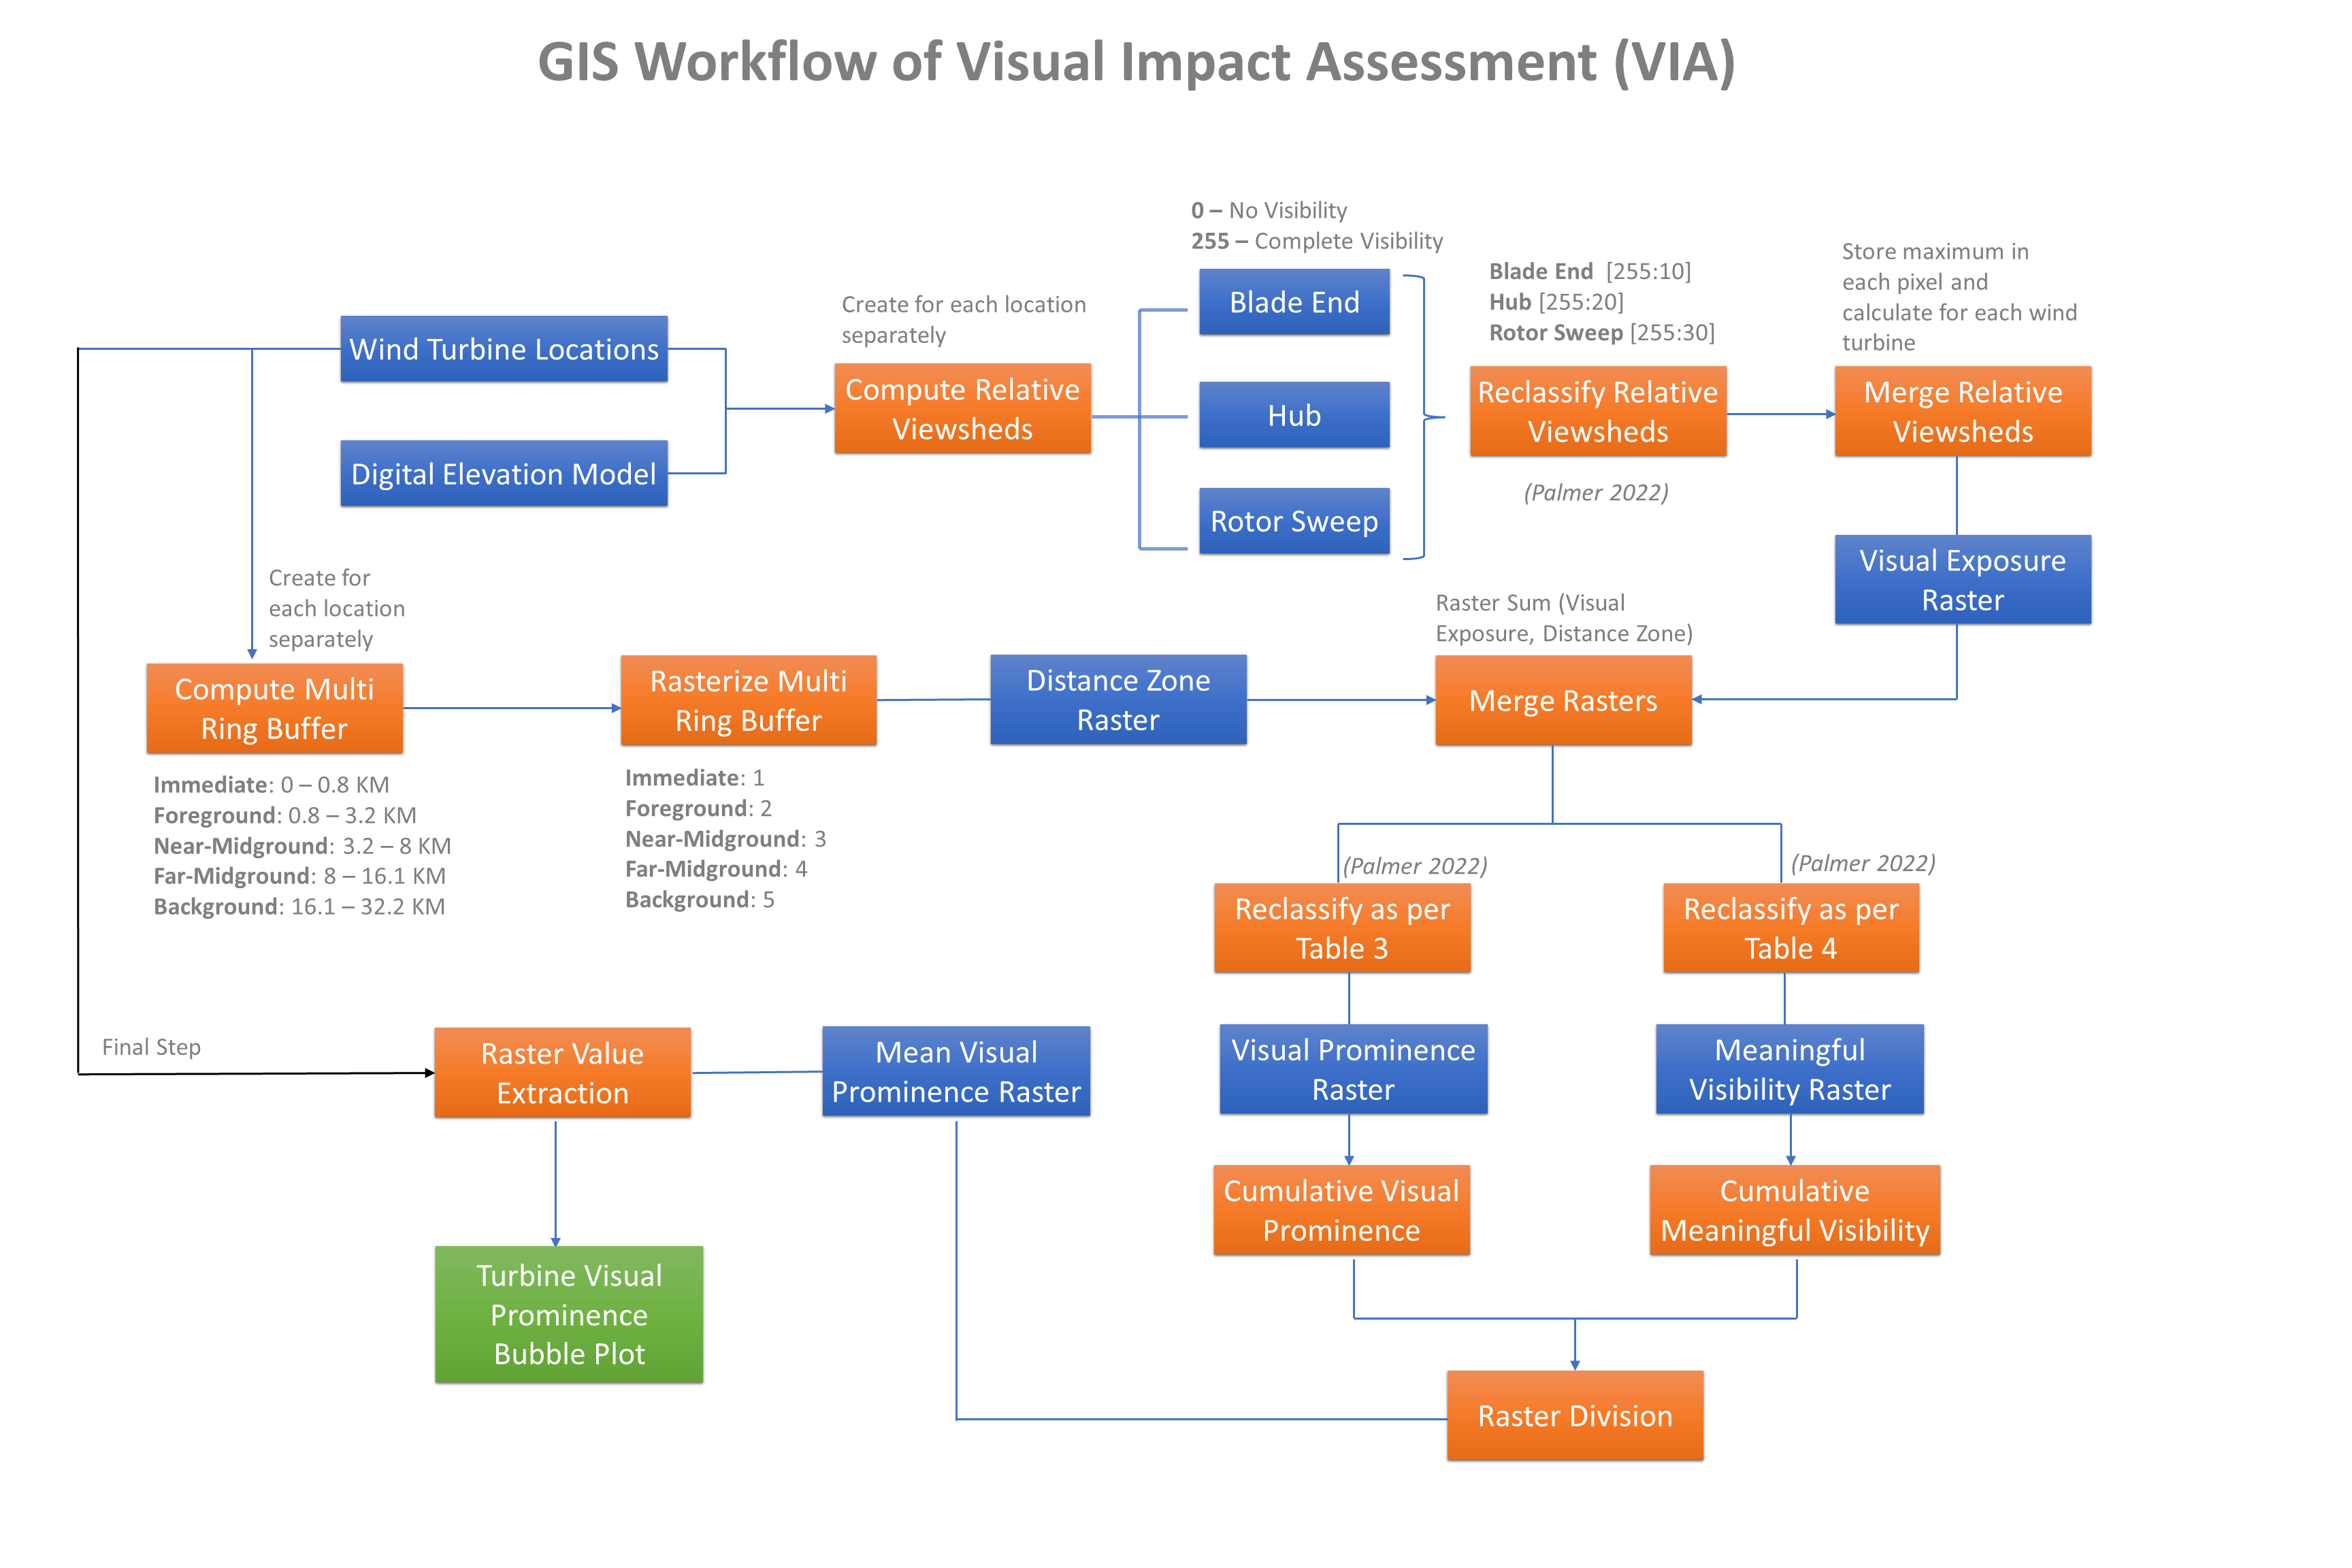 GIS Workflow of Visual Impact Assessment (VIA)
0 – No Visibility
255 – Complete Visibility
Create for each location
separately
Blade End [255:10]
Hub [255:20]
Rotor Sweep [255:30]
Store maximum in
each pixel and
calculate for each wind
turbine
Wind Turbine Locations
Digital Elevation Model
Compute Relative
Viewsheds
Blade End
Hub
Rotor Sweep
Reclassify Relative
Viewsheds
(Palmer 2022)
Merge Relative
Viewsheds
Visual Exposure
Raster
Create for
each location
separately
Raster Sum (Visual
Exposure, Distance Zone)
Compute Multi
Ring Buffer
Rasterize Multi
Ring Buffer
Distance Zone
Raster
Merge Rasters
Immediate: 0 – 0.8 KM
Foreground: 0.8 – 3.2 KM
Near-Midground: 3.2 – 8 KM
Far-Midground: 8 – 16.1 KM
Background: 16.1 – 32.2 KM
Immediate: 1
Foreground: 2
Near-Midground: 3
Far-Midground: 4
Background: 5
(Palmer 2022)
(Palmer 2022)
Reclassify as per
Table 3
Reclassify as per
Table 4
Final Step
Raster Value
Extraction
Mean Visual
Prominence Raster
Visual Prominence
Raster
Meaningful
Visibility Raster
Cumulative Visual
Prominence
Cumulative
Meaningful Visibility
Turbine Visual
Prominence
Bubble Plot
Raster Division